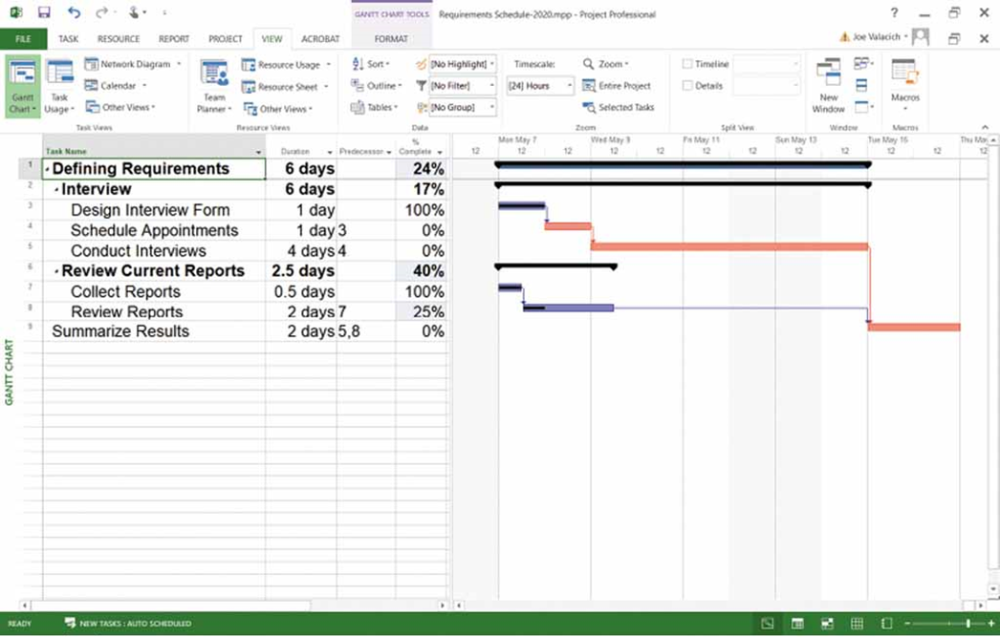 GANTT CHART TOOLS Requirements Schedule-2020.mpp - Project Professional ?
FILE TASK RESOURCE REPORT PROJECT VIEW ACROBAT FORMAT Joe Valacich
Gantt Chart
Task Usage
Network Diagram
Calendar
Other Views
Task Views
Team Planner
Resource Usage
Resource Sheet
Other Views
Resource Views
Sort
Outline
Tables
[No Highlight]
[No Filter]
[No Group]
Data
Timescale:
[24] Hours
Zoom
Entire Project
Selected Tasks
Zoom
Timeline
Details
Split View
New Window
Window
Macros
Macros
Task Name Duration Predecessor % Complete
Mon May 7 Wed May 9 Fri May 11 Sun May 13 Tue May 15 Thu May
12 12 12 12 12 12 12 12 12 12 12
1 Defining Requirements 6 days 24%
2 Interview 6 days 17%
3 Design Interview Form 1 day 100%
4 Schedule Appointments 1 day 3 0%
5 Conduct Interviews 4 days 4 0%
6 Review Current Reports 2.5 days 40%
7 Collect Reports 0.5 days 100%
8 Review Reports 2 days 7 25%
9 Summarize Results 2 days 5,8 0%
GANTT CHART
READY NEW TASKS : AUTO SCHEDULED